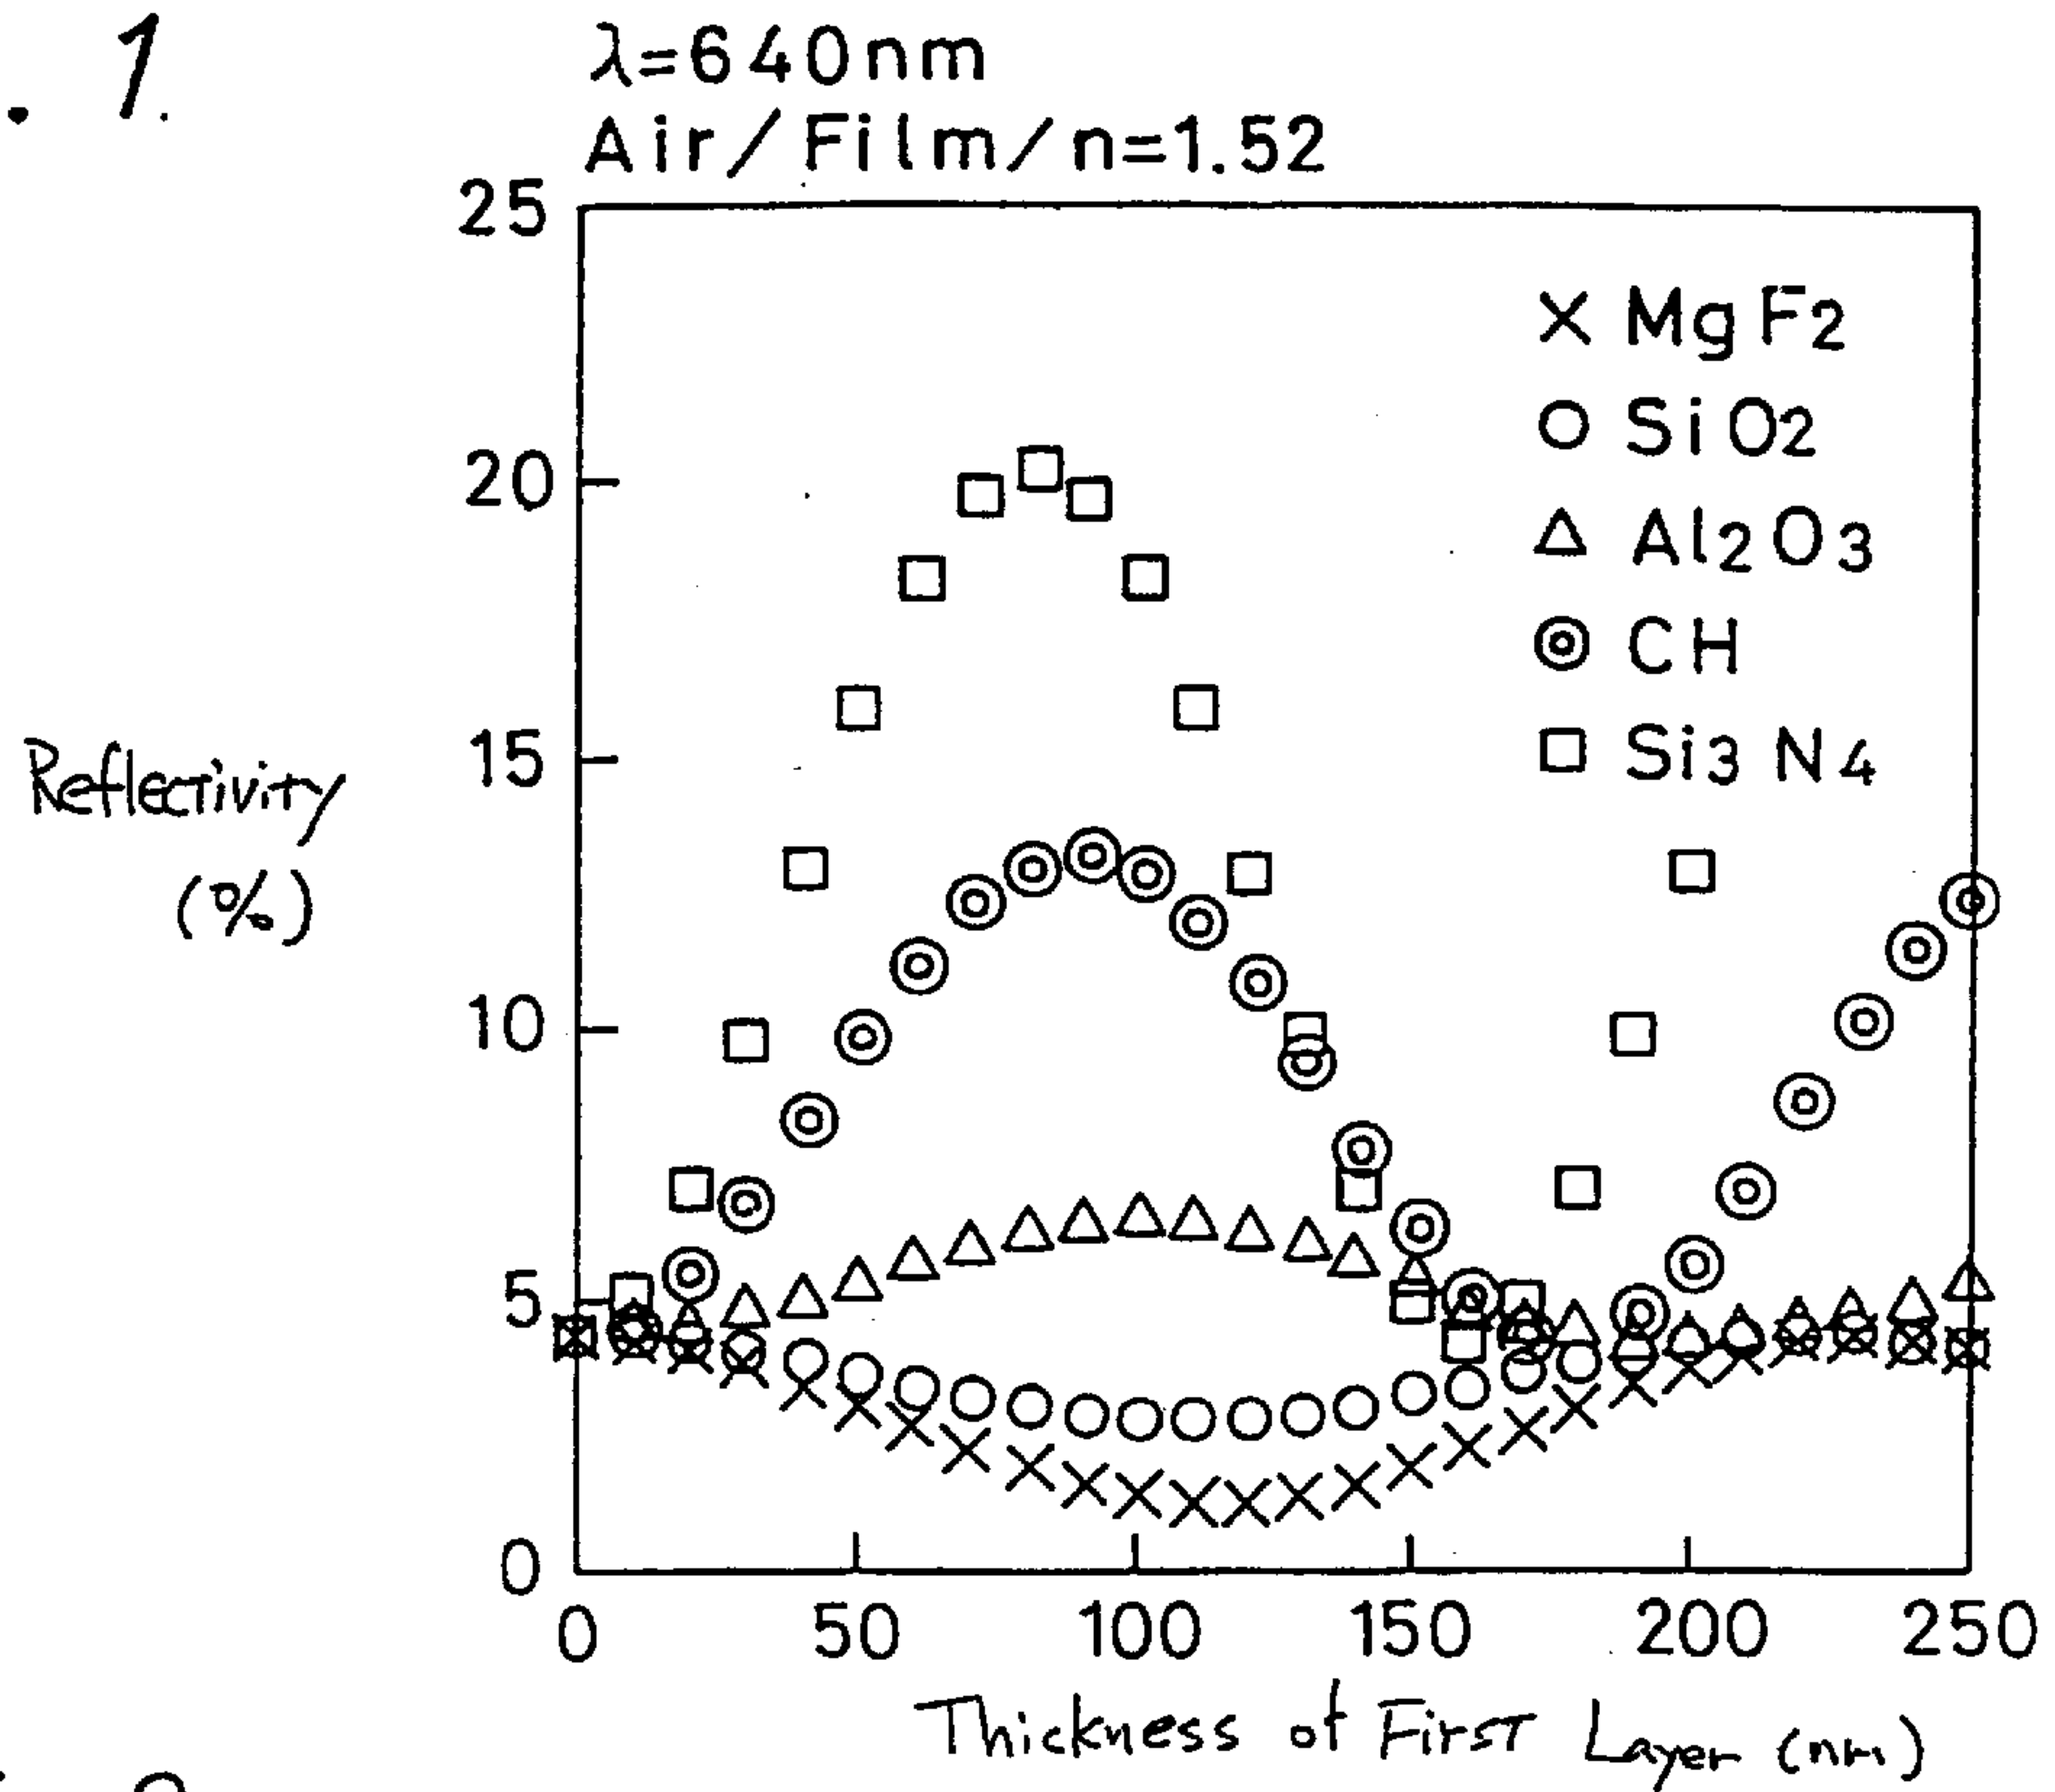 . 1.
λ=640nm
Air/Film/n=1.52
25
20
15
10
5
0
× MgF2
○ SiO2
△ Al2O3
◎ CH
□ Si3N4
Reflectivity
(%)
0 50 100 150 200 250
Thickness of First Layer (nm)